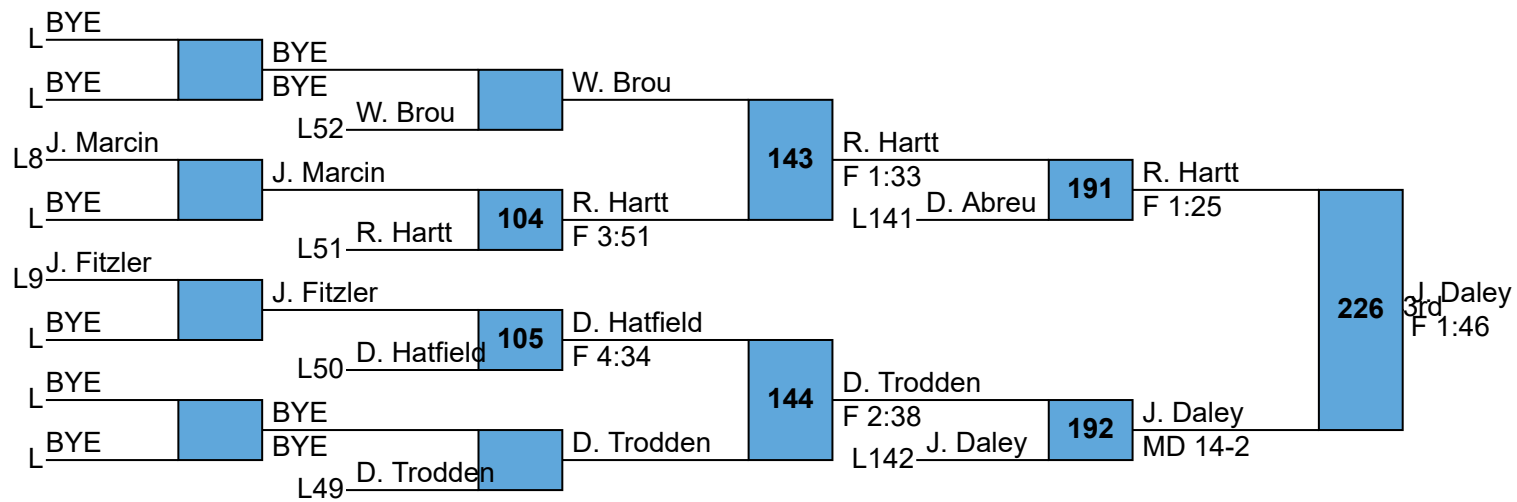 BYE
L
BYE
BYE
BYE
L
W. Brou
W. Brou
L52
J. Marcin
L8
143
R. Hartt
F 1:33
J. Marcin
R. Hartt
F 1:25
BYE
L
D. Abreu
L141
191
104
R. Hartt
F 3:51
R. Hartt
L51
J. Fitzler
L9
J. Fitzler
226
3rd
J. Daley
F 1:46
BYE
L
105
D. Hatfield
F 4:34
D. Hatfield
L50
BYE
L
144
D. Trodden
F 2:38
BYE
BYE
J. Daley
MD 14-2
192
BYE
L
D. Trodden
J. Daley
L142
D. Trodden
L49